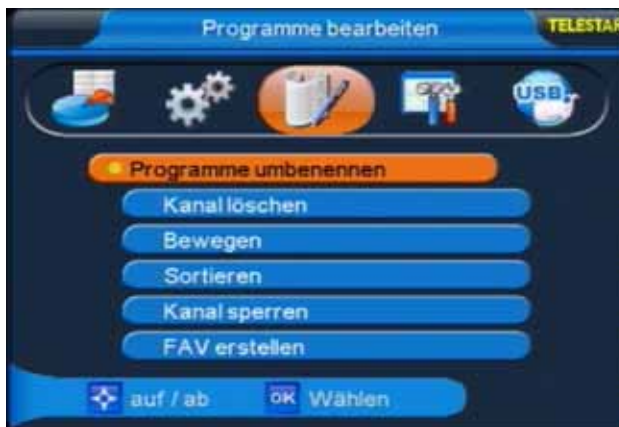 Programme bearbeiten
TELESTAR
USB
Programme umbenennen
Kanal löschen
Bewegen
Sortieren
Kanal sperren
FAV erstellen
auf / ab
OK Wählen